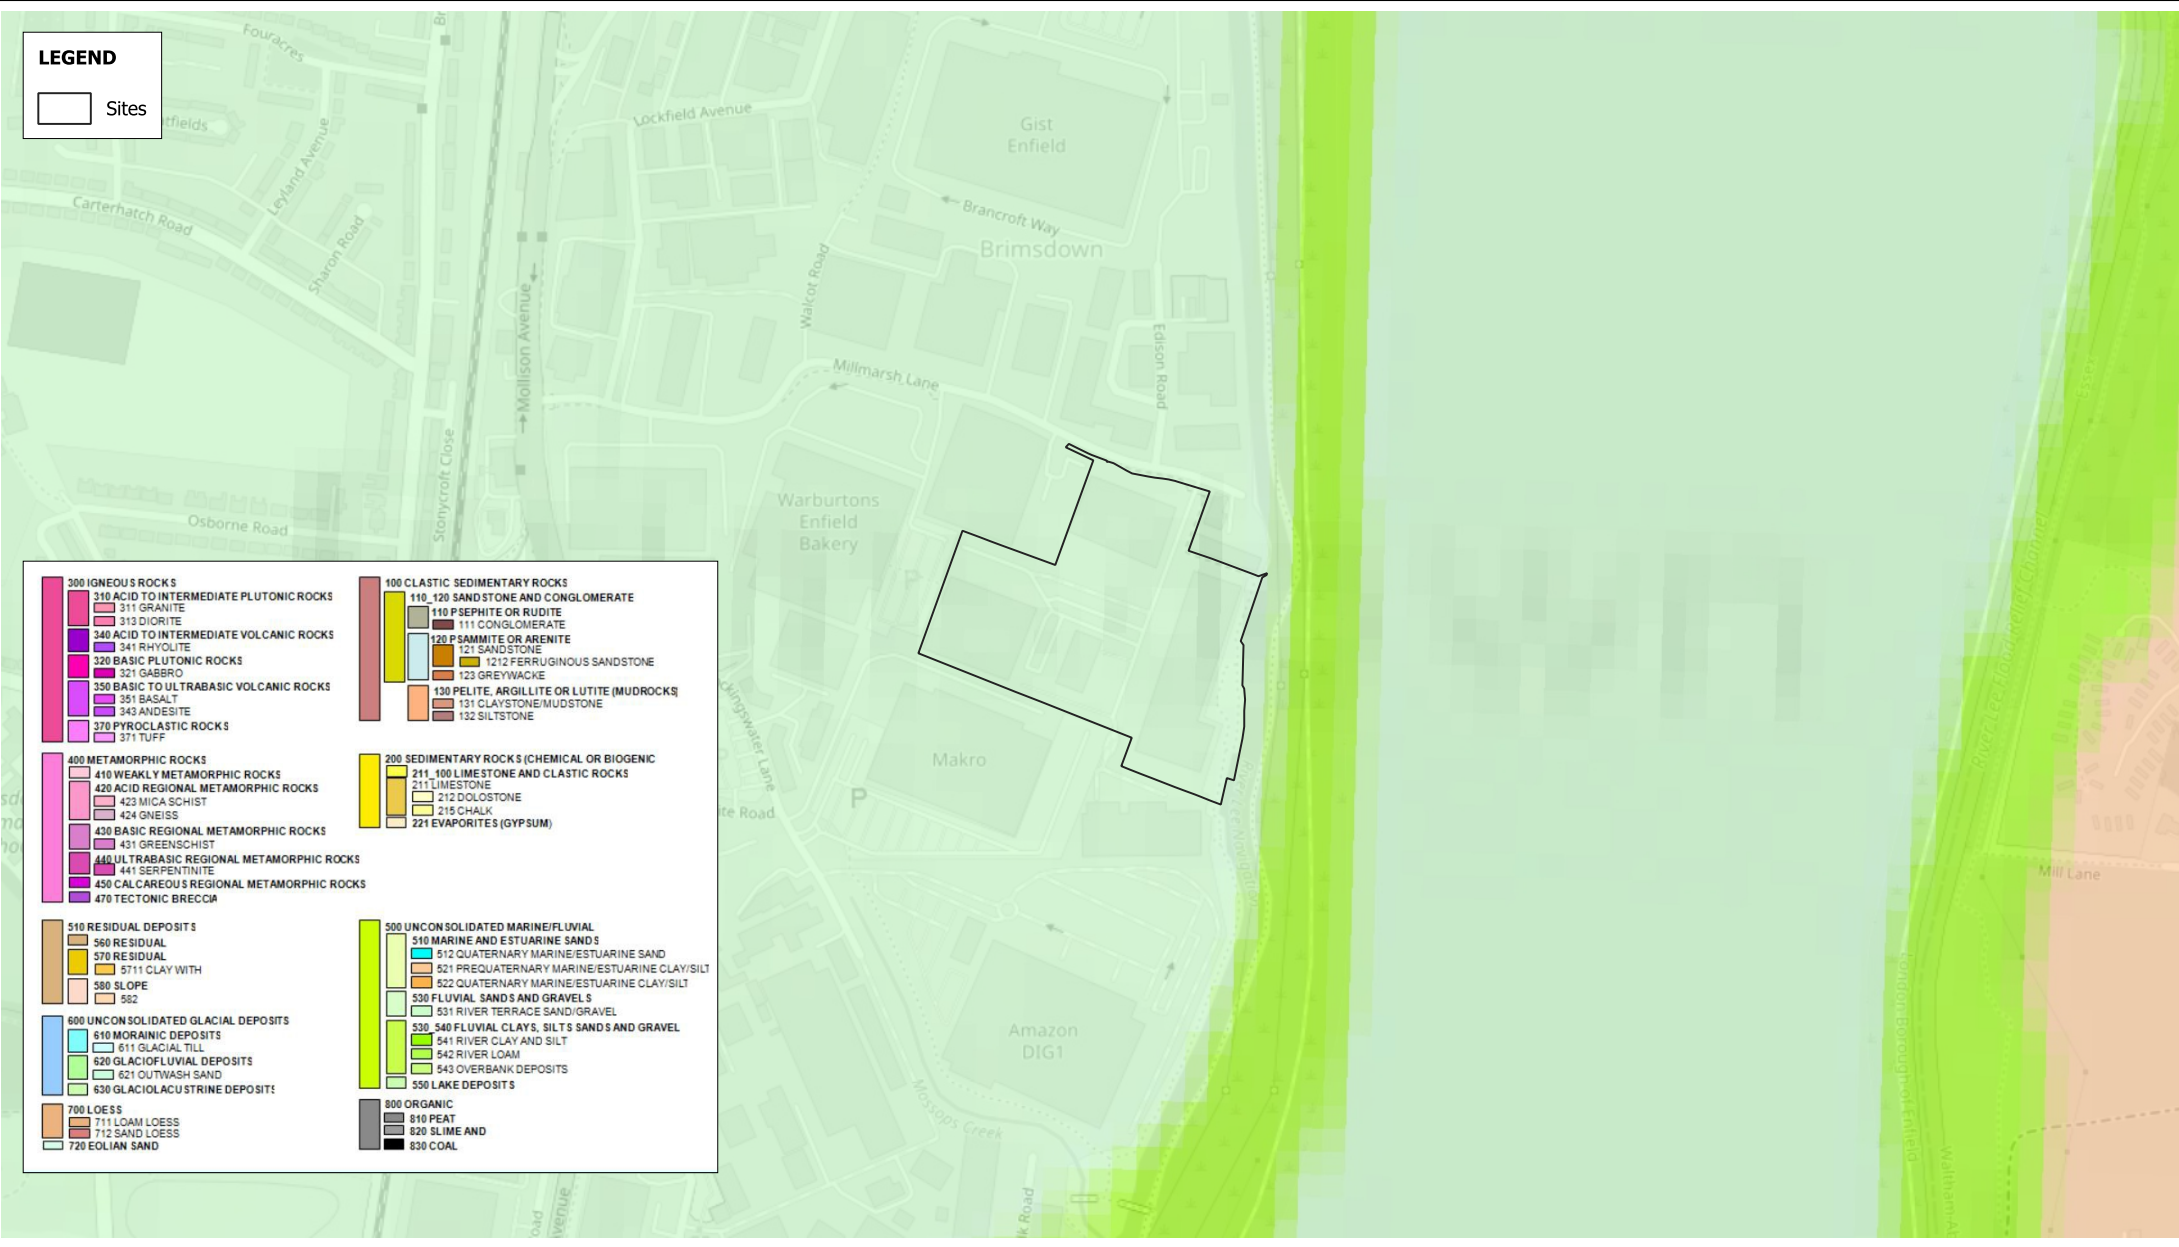 LEGEND
Sites
Fouracres
tfields
Leyland Avenue
Carterhatch Road
Sharon Road
Mollison Avenue
Lockfield Avenue
Gist
Enfield
Brancroft Way
Brimsdown
Walcot Road
Edison Road
Millmarsh Lane
Stonycroft Close
Osborne Road
Warburtons
Enfield
Bakery
P
Makro
P
Amazon
DIG1
Mossops Creek
River Lee Flood Relief Channel
Essex
Mill Lane
London Borough of Enfield
300 IGNEOUS ROCKS
310 ACID TO INTERMEDIATE PLUTONIC ROCKS
311 GRANITE
313 DIORITE
340 ACID TO INTERMEDIATE VOLCANIC ROCKS
341 RHYOLITE
320 BASIC PLUTONIC ROCKS
321 GABBRO
350 BASIC TO ULTRABASIC VOLCANIC ROCKS
351 BASALT
343 ANDESITE
370 PYROCLASTIC ROCKS
371 TUFF
400 METAMORPHIC ROCKS
410 WEAKLY METAMORPHIC ROCKS
420 ACID REGIONAL METAMORPHIC ROCKS
423 MICA SCHIST
424 GNEISS
430 BASIC REGIONAL METAMORPHIC ROCKS
431 GREENSCHIST
440 ULTRABASIC REGIONAL METAMORPHIC ROCKS
441 SERPENTINITE
450 CALCAREOUS REGIONAL METAMORPHIC ROCKS
470 TECTONIC BRECCIA
510 RESIDUAL DEPOSITS
560 RESIDUAL
570 RESIDUAL
5711 CLAY WITH
580 SLOPE
582
600 UNCONSOLIDATED GLACIAL DEPOSITS
610 MORAINIC DEPOSITS
611 GLACIAL TILL
620 GLACIOFLUVIAL DEPOSITS
621 OUTWASH SAND
630 GLACIOLACUSTRINE DEPOSITS
700 LOESS
711 LOAM LOESS
712 SAND LOESS
720 EOLIAN SAND
100 CLASTIC SEDIMENTARY ROCKS
110_120 SANDSTONE AND CONGLOMERATE
110 PSEPHITE OR RUDITE
111 CONGLOMERATE
120 PSAMMITE OR ARENITE
121 SANDSTONE
1212 FERRUGINOUS SANDSTONE
123 GREYWACKE
130 PELITE, ARGILLITE OR LUTITE (MUDROCKS)
131 CLAYSTONE/MUDSTONE
132 SILTSTONE
200 SEDIMENTARY ROCKS (CHEMICAL OR BIOGENIC
211_100 LIMESTONE AND CLASTIC ROCKS
211 LIMESTONE
212 DOLOSTONE
215 CHALK
221 EVAPORITES (GYPSUM)
500 UNCONSOLIDATED MARINE/FLUVIAL
510 MARINE AND ESTUARINE SANDS
512 QUATERNARY MARINE/ESTUARINE SAND
521 PREQUATERNARY MARINE/ESTUARINE CLAY/SILT
522 QUATERNARY MARINE/ESTUARINE CLAY/SILT
530 FLUVIAL SANDS AND GRAVELS
531 RIVER TERRACE SAND/GRAVEL
530_540 FLUVIAL CLAYS, SILTS SANDS AND GRAVEL
541 RIVER CLAY AND SILT
542 RIVER LOAM
543 OVERBANK DEPOSITS
550 LAKE DEPOSITS
800 ORGANIC
810 PEAT
820 SLIME AND
830 COAL